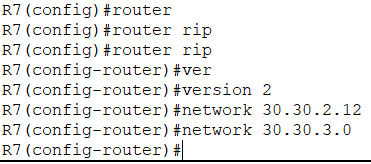 R7(config)#router
R7(config)#router rip
R7(config)#router rip
R7(config-router)#ver
R7(config-router)#version 2
R7(config-router)#network 30.30.2.12
R7(config-router)#network 30.30.3.0
R7(config-router)#